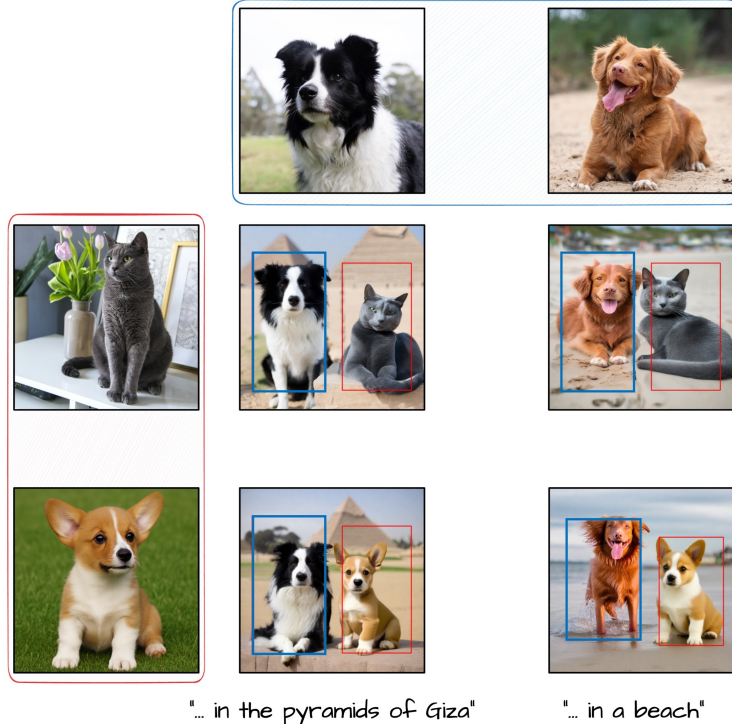 "... in the pyramids of Giza"
"... in a beach"